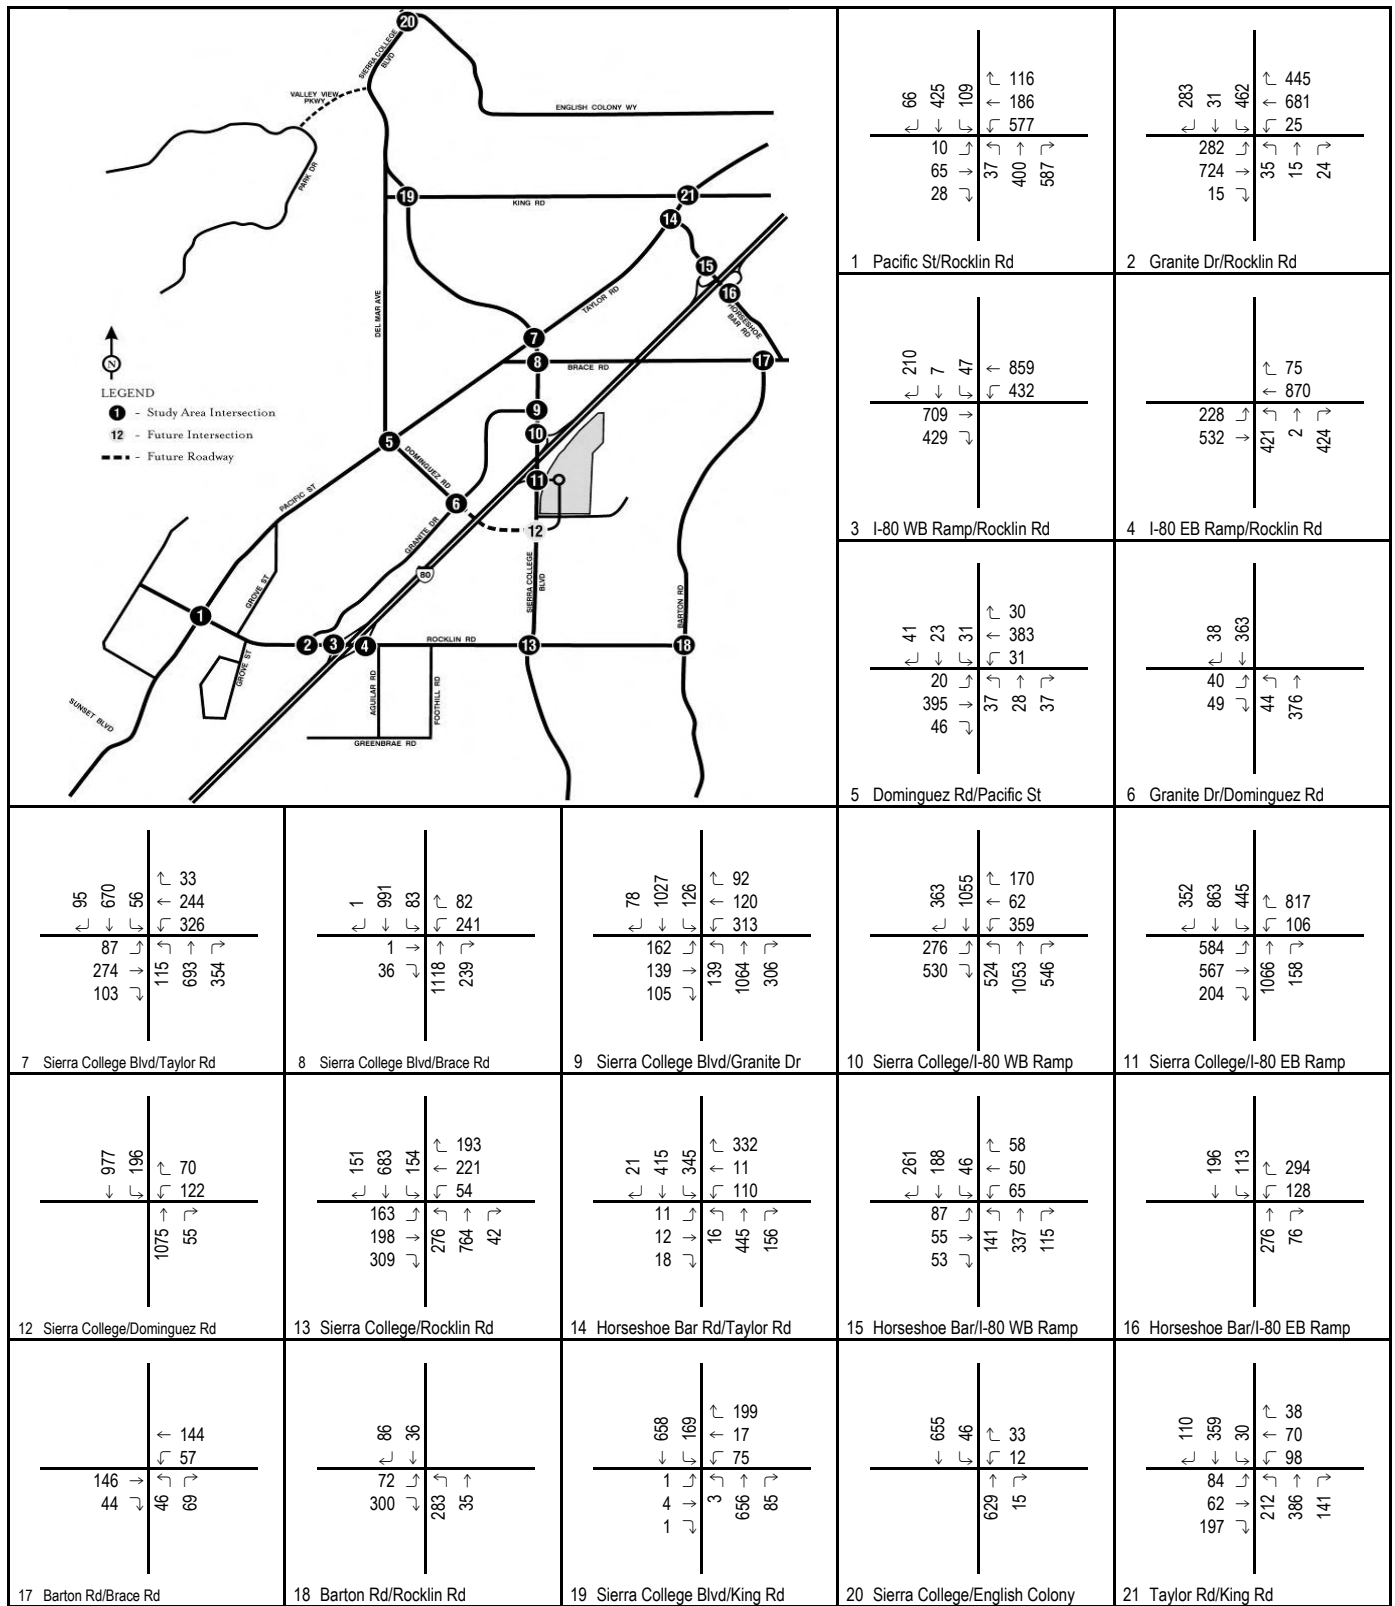 20
SIERRA COLLEGE
BLVD
VALLEY VIEW
PKWY
ENGLISH COLONY WY
PARK DR
19
KING RD
21
14
15
16
HORSESHOE
BAR RD
DEL MAR AVE
TAYLOR RD
7
8
BRACE RD
17
N
LEGEND
1 - Study Area Intersection
12 - Future Intersection
- Future Roadway
9
10
5
DOMINGUEZ RD
11
6
12
PACIFIC ST
GRANITE DR
80
SIERRA COLLEGE
BLVD
GROVE ST
BARTON RD
1
2
3
4
ROCKLIN RD
13
18
GROVE ST
AGUILAR RD
FOOTHILL RD
SUNSET BLVD
GREENBRAE RD
66 425 109
↵ ↓ ↳
↑ 116
← 186
↓ 577
10
65 →
28
37 400 587
1 Pacific St/Rocklin Rd
283 31 462
445
← 681
25
282
724 →
15
35 15 24
2 Granite Dr/Rocklin Rd
210 7 47
← 859
432
709 →
429
3 I-80 WB Ramp/Rocklin Rd
75
← 870
228
532 →
421 2 424
4 I-80 EB Ramp/Rocklin Rd
41 23 31
30
← 383
31
20
395 →
46
37 28 37
5 Dominguez Rd/Pacific St
38 363
40
49
44 376
6 Granite Dr/Dominguez Rd
95 670 56
33
← 244
326
87
274 →
103
115 693 354
7 Sierra College Blvd/Taylor Rd
1 991 83
82
241
1 →
36
1118 239
8 Sierra College Blvd/Brace Rd
78 1027 126
92
← 120
313
162
139 →
105
139 1064 306
9 Sierra College Blvd/Granite Dr
363 1055
170
← 62
359
276
530
524 1053 546
10 Sierra College/I-80 WB Ramp
352 863 445
817
106
584
567 →
204
1066 158
11 Sierra College/I-80 EB Ramp
977 196
70
122
1075 55
12 Sierra College/Dominguez Rd
151 683 154
193
← 221
54
163
198 →
309
276 764 42
13 Sierra College/Rocklin Rd
21 415 345
332
← 11
110
11
12 →
18
16 445 156
14 Horseshoe Bar Rd/Taylor Rd
261 188 46
58
← 50
65
87
55 →
53
141 337 115
15 Horseshoe Bar/I-80 WB Ramp
196 113
294
128
276 76
16 Horseshoe Bar/I-80 EB Ramp
← 144
57
146 →
44
46 69
17 Barton Rd/Brace Rd
86 36
72
300
283 35
18 Barton Rd/Rocklin Rd
658 169
199
← 17
75
1
4 →
1
3 656 85
19 Sierra College Blvd/King Rd
655 46
33
12
629 15
20 Sierra College/English Colony
110 359 30
38
← 70
98
84
62 →
197
212 386 141
21 Taylor Rd/King Rd